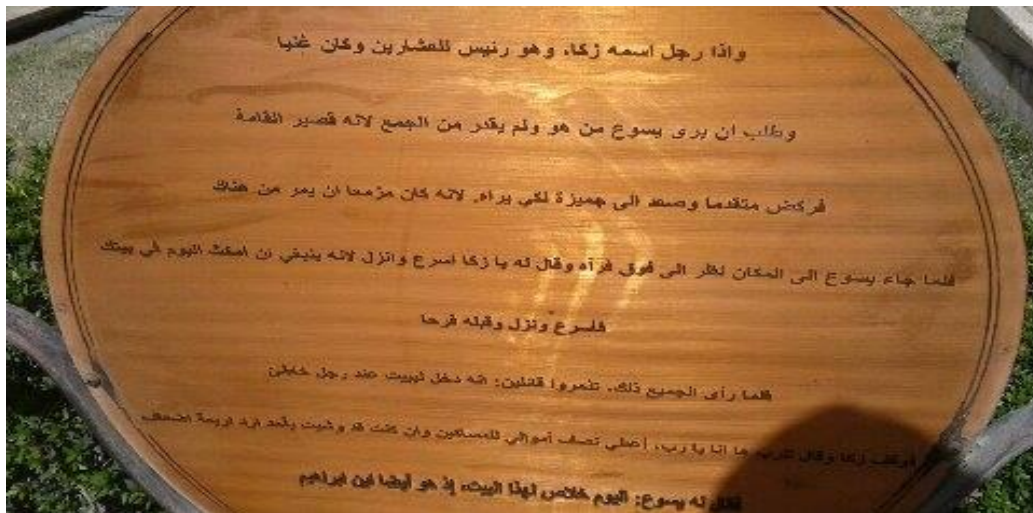 واذا رجل اسمه زكا، وهو رئيس للعشارين وكان غنيا
وطلب ان يرى يسوع من هو ولم يقدر من الجمع لانه قصير القامة
فركض متقدما وصعد الى جميزة لكي يراه. لانه كان مزمعا ان يمر من هناك
فلما جاء يسوع الى المكان نظر الى فوق فرآه وقال له يا زكا اسرع وانزل لانه ينبغي ان امكث اليوم في بيتك
فاسرع ونزل وقبله فرحا
فلما رأى الجميع ذلك. تذمروا قائلين: انه دخل ليبيت عند رجل خاطئ
فوقف زكا وقال للرب: ها انا يا رب، أعطي نصف أموالي للمساكين وان كنت قد وشيت بأحد ارد اربعة اضعاف
فقال له يسوع: اليوم خلاص لهذا البيت، إذ هو أيضا ابن ابراهيم